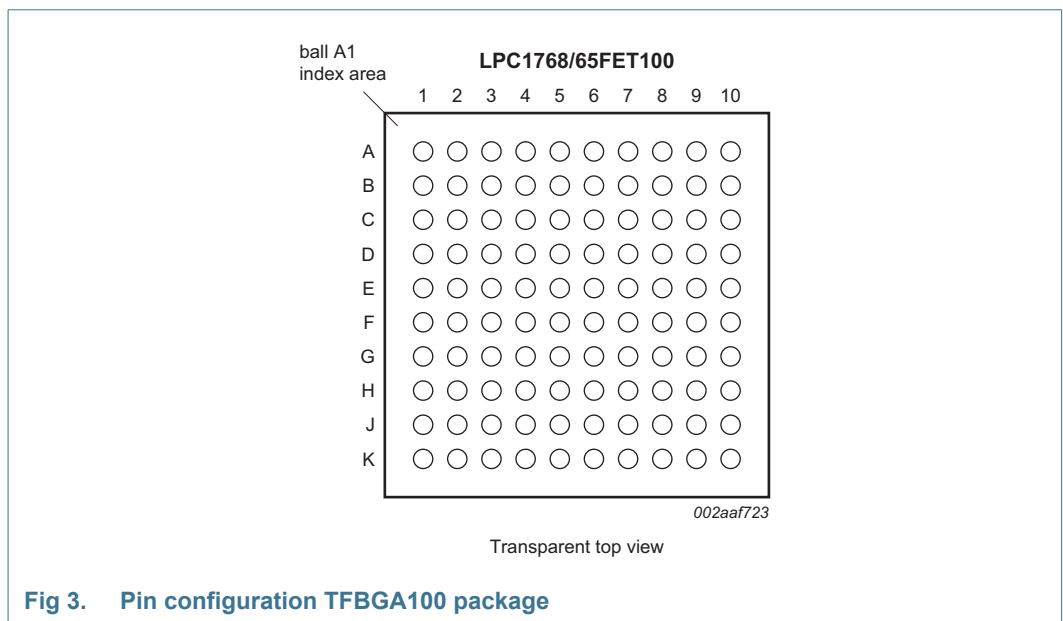 ball A1
index area
LPC1768/65FET100
1 2 3 4 5 6 7 8 9 10
A
B
C
D
E
F
G
H
J
K
002aaf723
Transparent top view
Fig 3. Pin configuration TFBGA100 package